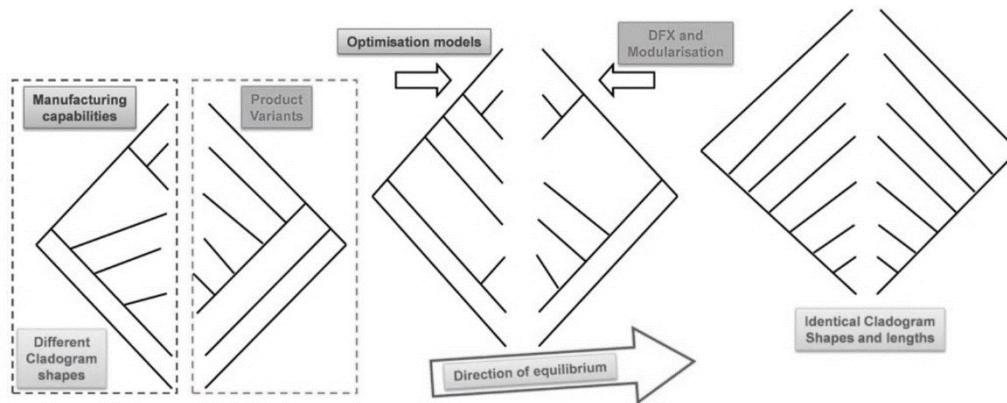 Optimisation models
DFX and
Modularisation
Manufacturing
capabilities
Product
Variants
Different
Cladogram
shapes
Direction of equilibrium
Identical Cladogram
Shapes and lengths